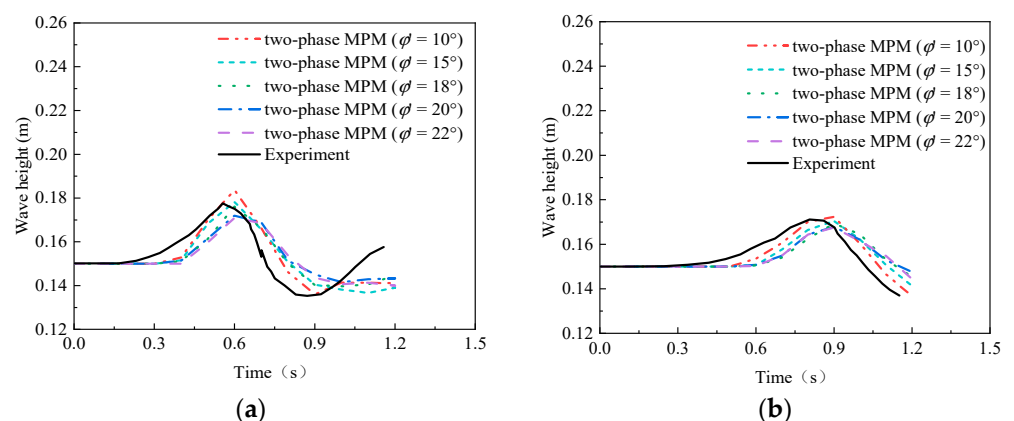 (a)
0.26
0.24
0.22
0.20
0.18
0.16
0.14
0.12
Wave height (m)
two-phase MPM (φ' = 10°)
two-phase MPM (φ' = 15°)
two-phase MPM (φ' = 18°)
two-phase MPM (φ' = 20°)
two-phase MPM (φ' = 22°)
Experiment
0.0 0.3 0.6 0.9 1.2 1.5
Time（s）
(a)
0.26
0.24
0.22
0.20
0.18
0.16
0.14
0.12
Wave height (m)
two-phase MPM (φ' = 10°)
two-phase MPM (φ' = 15°)
two-phase MPM (φ' = 18°)
two-phase MPM (φ' = 20°)
two-phase MPM (φ' = 22°)
Experiment
0.0 0.3 0.6 0.9 1.2 1.5
Time（s）
(b)